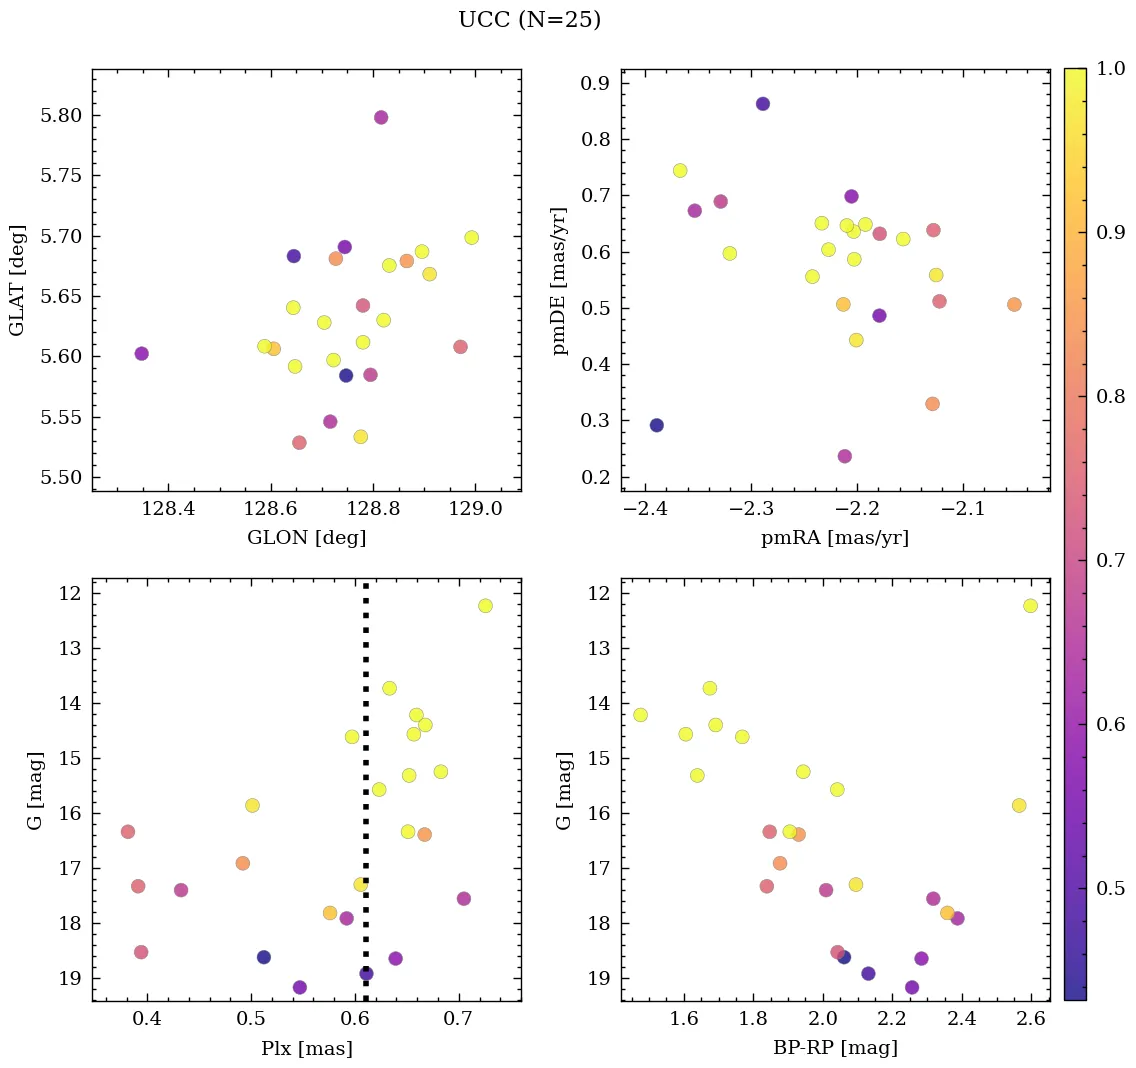 UCC (N=25)
5.80
5.75
5.70
5.65
5.60
5.55
5.50
GLAT [deg]
128.4 128.6 128.8 129.0
GLON [deg]
0.9
0.8
0.7
0.6
0.5
0.4
0.3
0.2
pmDE [mas/yr]
−2.4 −2.3 −2.2 −2.1
pmRA [mas/yr]
1.0
0.9
0.8
0.7
0.6
0.5
12
13
14
15
16
17
18
19
G [mag]
0.4 0.5 0.6 0.7
Plx [mas]
12
13
14
15
16
17
18
19
G [mag]
1.6 1.8 2.0 2.2 2.4 2.6
BP-RP [mag]